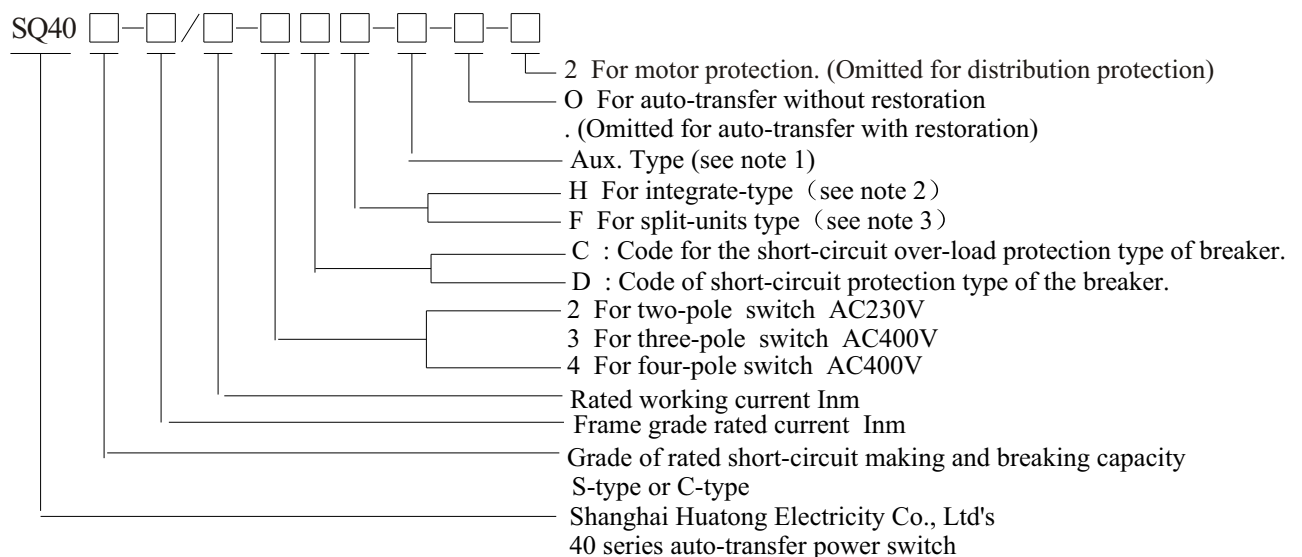 SQ40 □-□/□-□□□-□-□-□
2 For motor protection. (Omitted for distribution protection)
O For auto-transfer without restoration
. (Omitted for auto-transfer with restoration)
Aux. Type (see note 1)
H For integrate-type（see note 2）
F For split-units type（see note 3）
C : Code for the short-circuit over-load protection type of breaker.
D : Code of short-circuit protection type of the breaker.
2 For two-pole switch AC230V
3 For three-pole switch AC400V
4 For four-pole switch AC400V
Rated working current Inm
Frame grade rated current Inm
Grade of rated short-circuit making and breaking capacity
S-type or C-type
Shanghai Huatong Electricity Co., Ltd's
40 series auto-transfer power switch